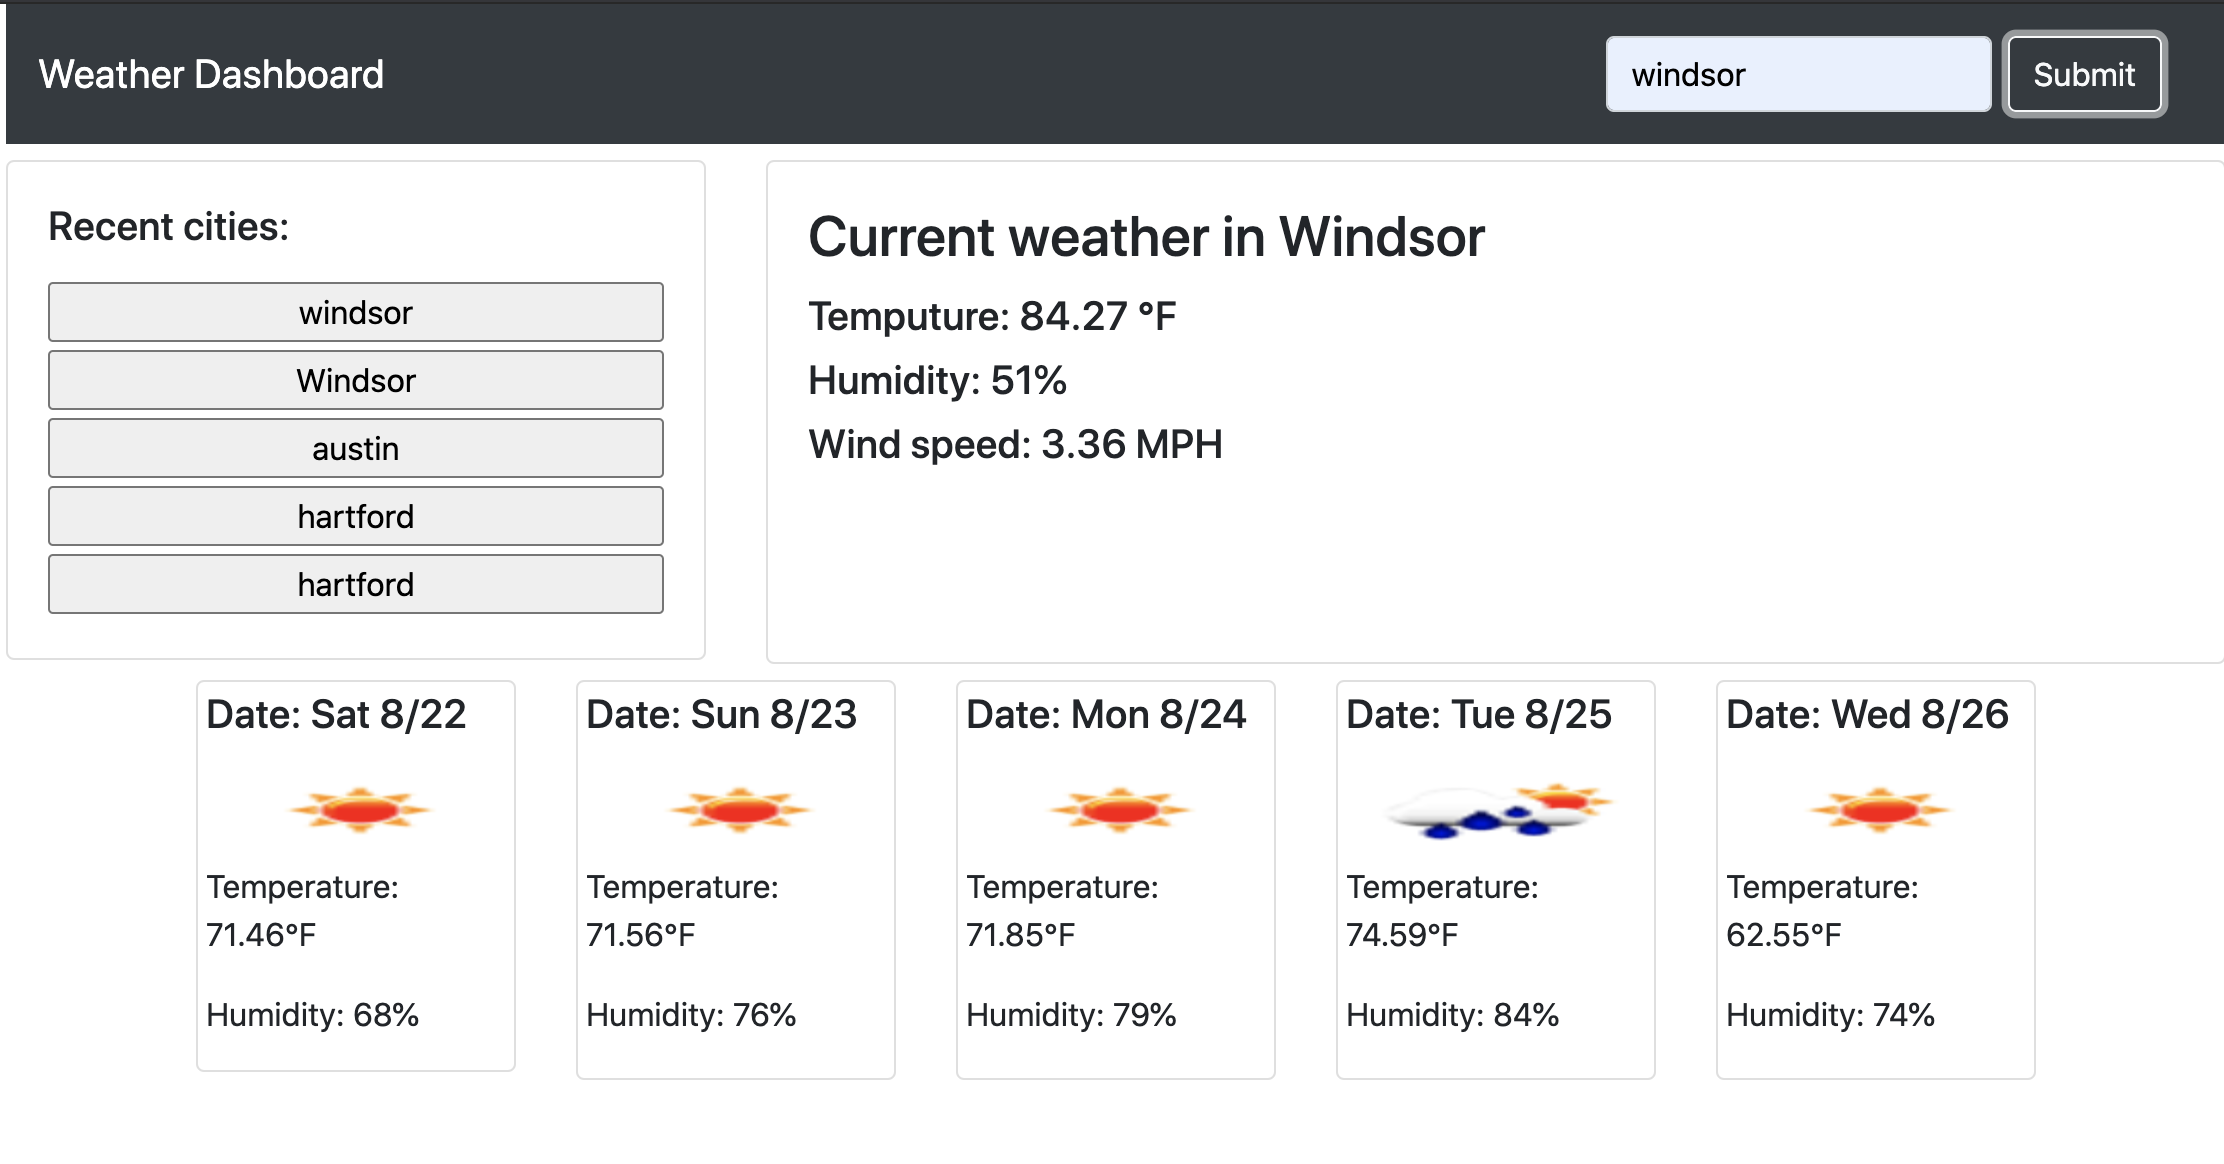 Weather Dashboard
windsor
Submit
Recent cities:
windsor
Windsor
austin
hartford
hartford
Current weather in Windsor
Temputure: 84.27 °F
Humidity: 51%
Wind speed: 3.36 MPH
Date: Sat 8/22
Temperature:
71.46°F
Humidity: 68%
Date: Sun 8/23
Temperature:
71.56°F
Humidity: 76%
Date: Mon 8/24
Temperature:
71.85°F
Humidity: 79%
Date: Tue 8/25
Temperature:
74.59°F
Humidity: 84%
Date: Wed 8/26
Temperature:
62.55°F
Humidity: 74%